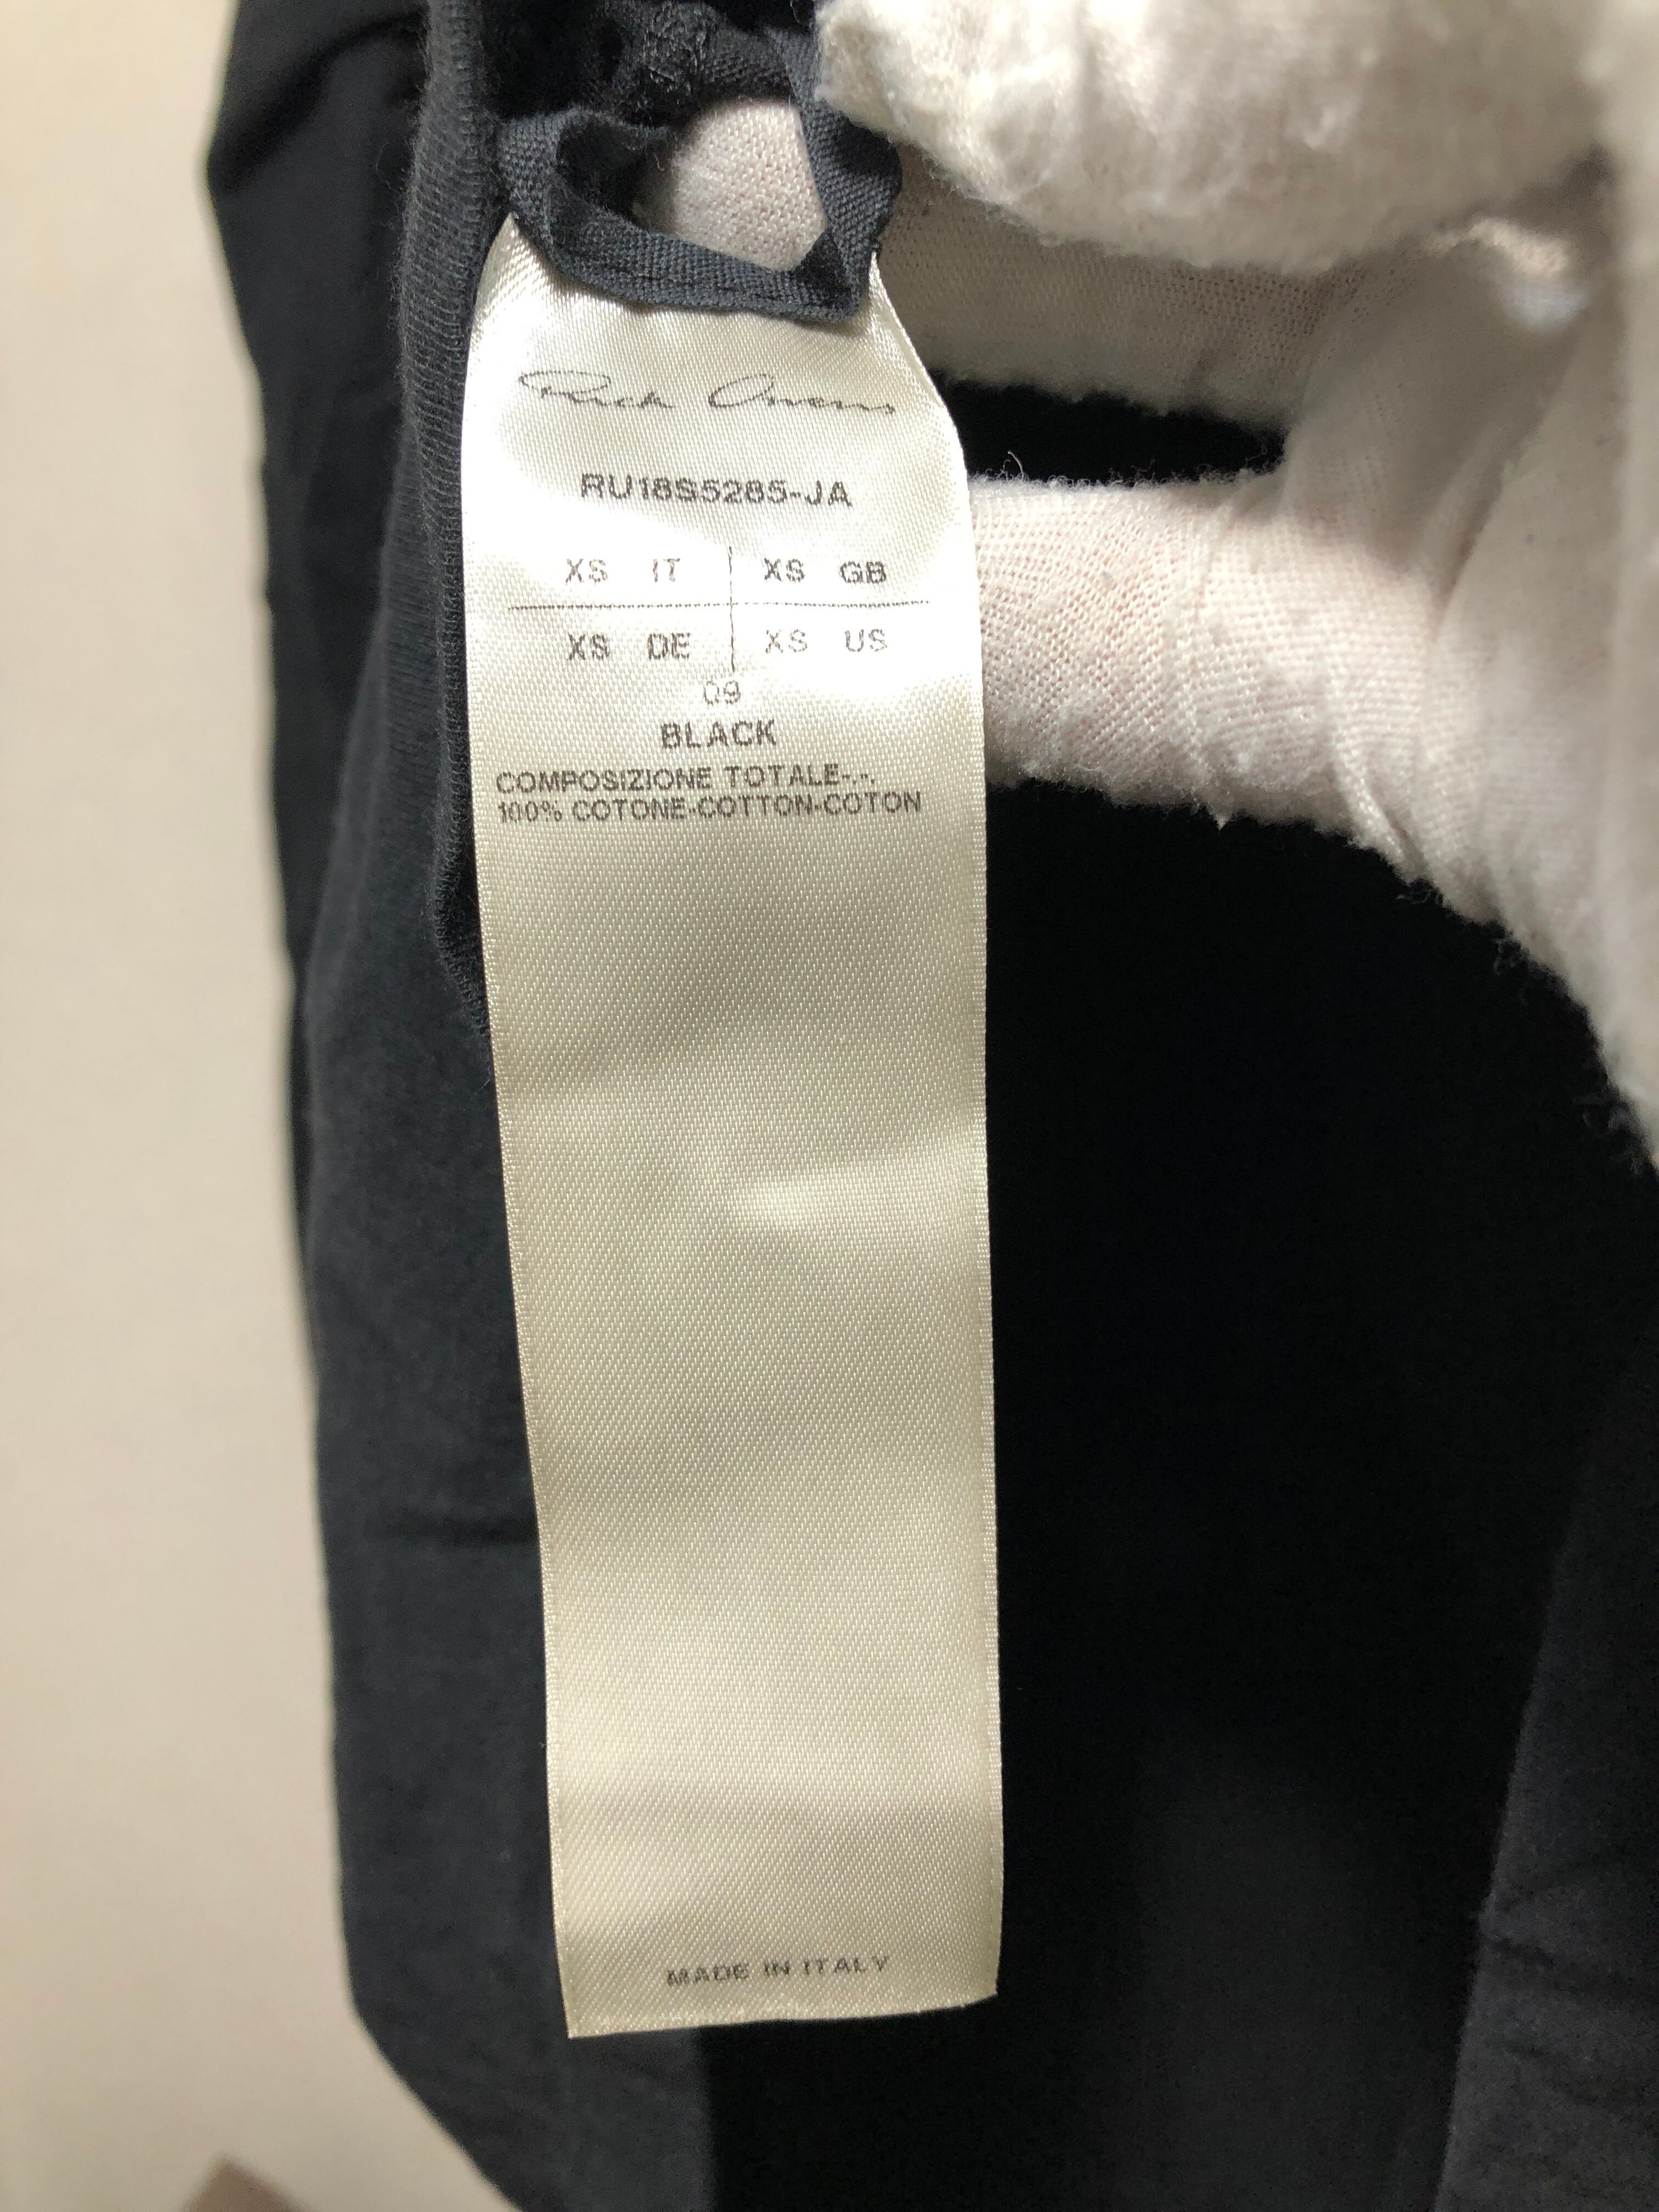 Rick Owens
RU18S5285-JA
XS IT XS GB
XS DE XS US
09
BLACK
COMPOSIZIONE TOTALE-.-.
100% COTONE-COTTON-COTON
MADE IN ITALY